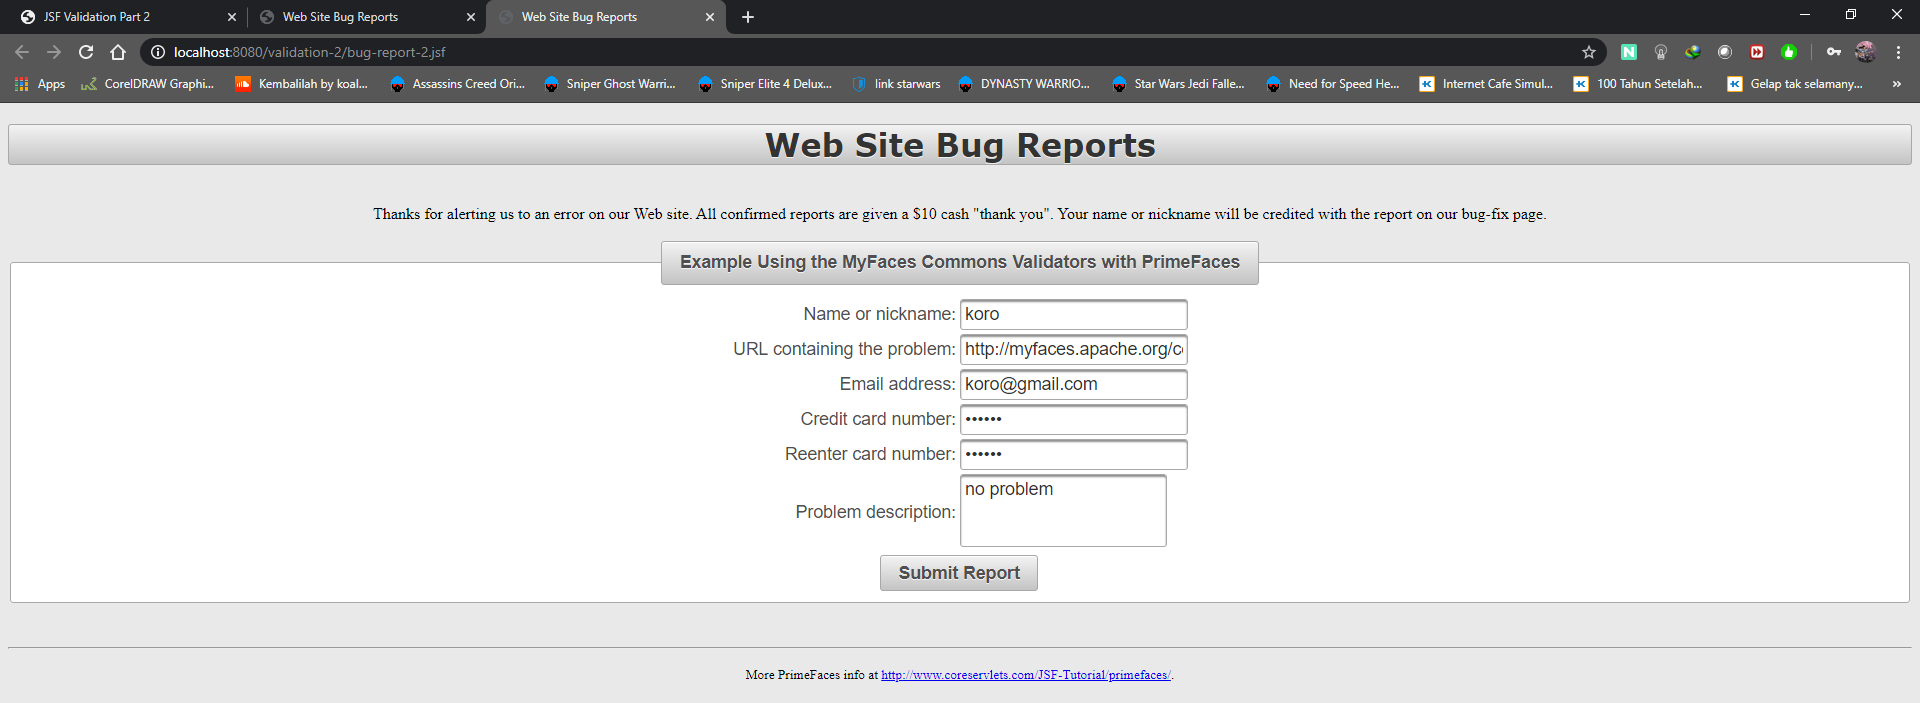 JSF Validation Part 2
Web Site Bug Reports
Web Site Bug Reports
localhost:8080/validation-2/bug-report-2.jsf
Apps CorelDRAW Graphi... Kembalilah by koal... Assassins Creed Ori... Sniper Ghost Warri... Sniper Elite 4 Delux... link starwars DYNASTY WARRIO... Star Wars Jedi Falle... Need for Speed He... Internet Cafe Simul... 100 Tahun Setelah... Gelap tak selamany... »
Web Site Bug Reports
Thanks for alerting us to an error on our Web site. All confirmed reports are given a $10 cash "thank you". Your name or nickname will be credited with the report on our bug-fix page.
Example Using the MyFaces Commons Validators with PrimeFaces
Name or nickname: koro
URL containing the problem: http://myfaces.apache.org/c
Email address: koro@gmail.com
Credit card number: ••••••
Reenter card number: ••••••
Problem description: no problem
Submit Report
More PrimeFaces info at http://www.coreservlets.com/JSF-Tutorial/primefaces/.